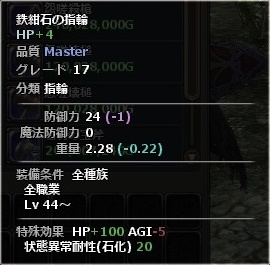 鉄紺石の指輪
HP+4
品質 Master
グレード 17
分類 指輪
防御力 24 (-1)
魔法防御力 0
重量 2.28 (-0.22)
装備条件 全種族
全職業
Lv 44～
特殊効果 HP+100 AGI-5
状態異常耐性(石化) 20